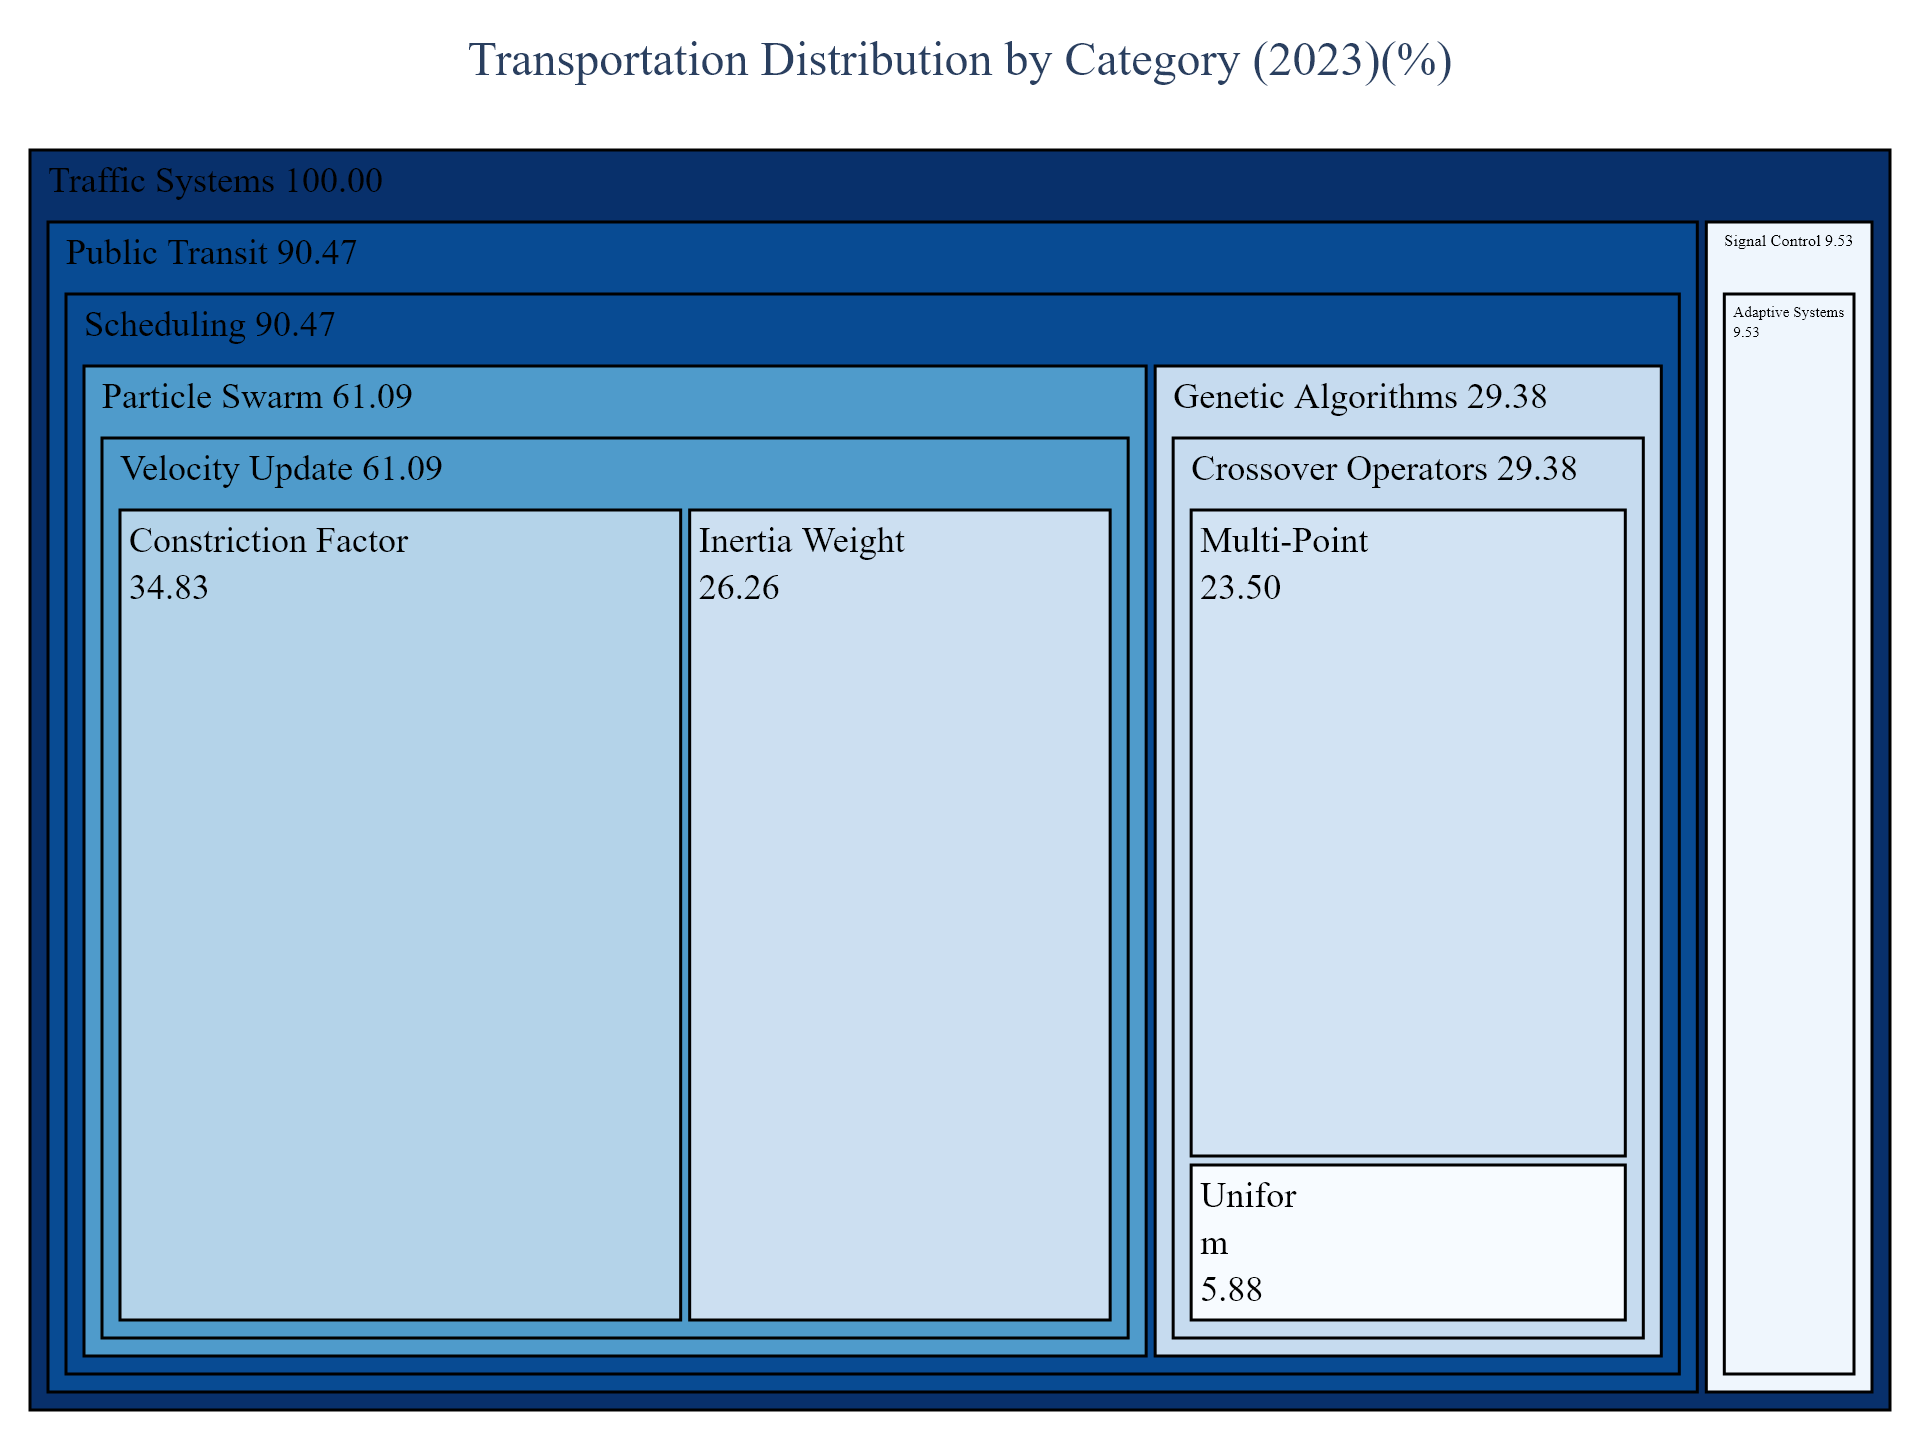 Transportation Distribution by Category (2023)(%)
Traffic Systems 100.00
Public Transit 90.47
Signal Control 9.53
Scheduling 90.47
Adaptive Systems
9.53
Particle Swarm 61.09
Genetic Algorithms 29.38
Velocity Update 61.09
Crossover Operators 29.38
Constriction Factor
34.83
Inertia Weight
26.26
Multi-Point
23.50
Unifor
m
5.88